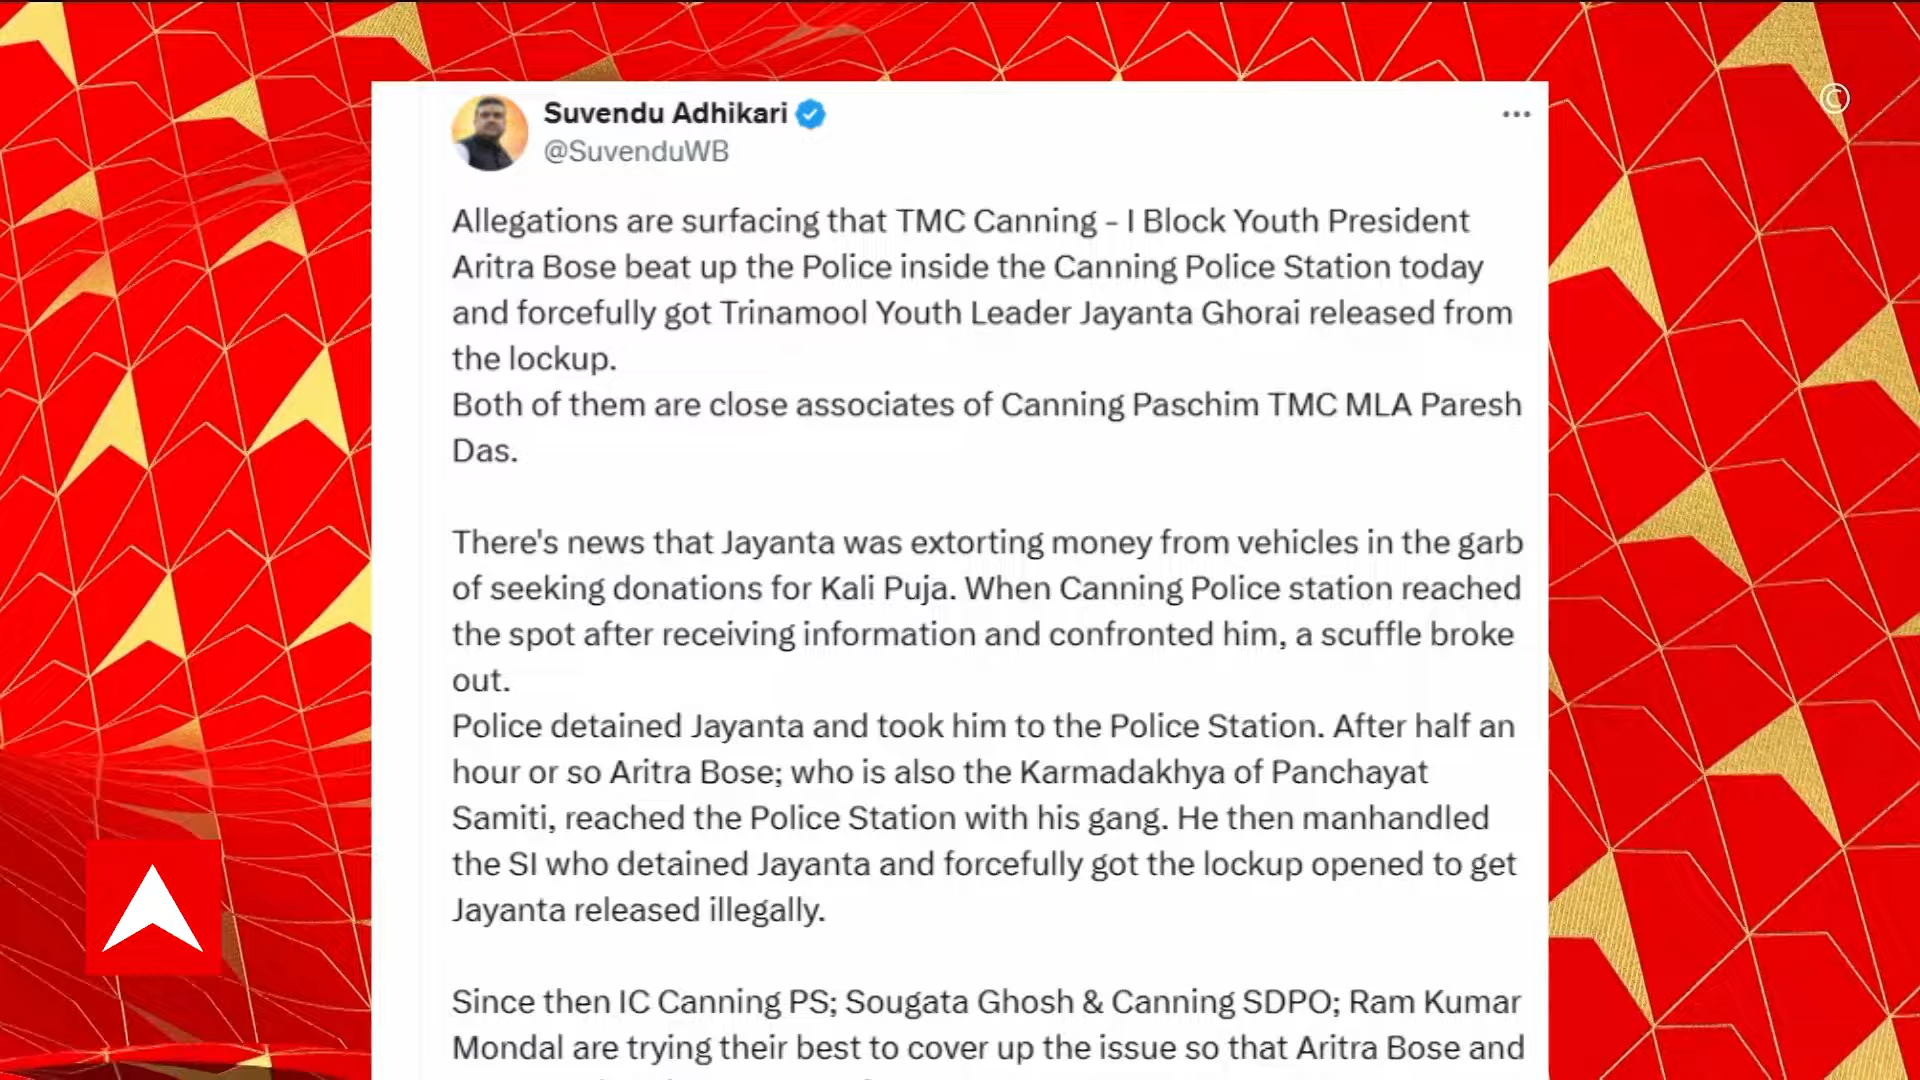 ©
Suvendu Adhikari
@SuvenduWB
Allegations are surfacing that TMC Canning - I Block Youth President
Aritra Bose beat up the Police inside the Canning Police Station today
and forcefully got Trinamool Youth Leader Jayanta Ghorai released from
the lockup.
Both of them are close associates of Canning Paschim TMC MLA Paresh
Das.
There's news that Jayanta was extorting money from vehicles in the garb
of seeking donations for Kali Puja. When Canning Police station reached
the spot after receiving information and confronted him, a scuffle broke
out.
Police detained Jayanta and took him to the Police Station. After half an
hour or so Aritra Bose; who is also the Karmadakhya of Panchayat
Samiti, reached the Police Station with his gang. He then manhandled
the SI who detained Jayanta and forcefully got the lockup opened to get
Jayanta released illegally.
Since then IC Canning PS; Sougata Ghosh & Canning SDPO; Ram Kumar
Mondal are trying their best to cover up the issue so that Aritra Bose and